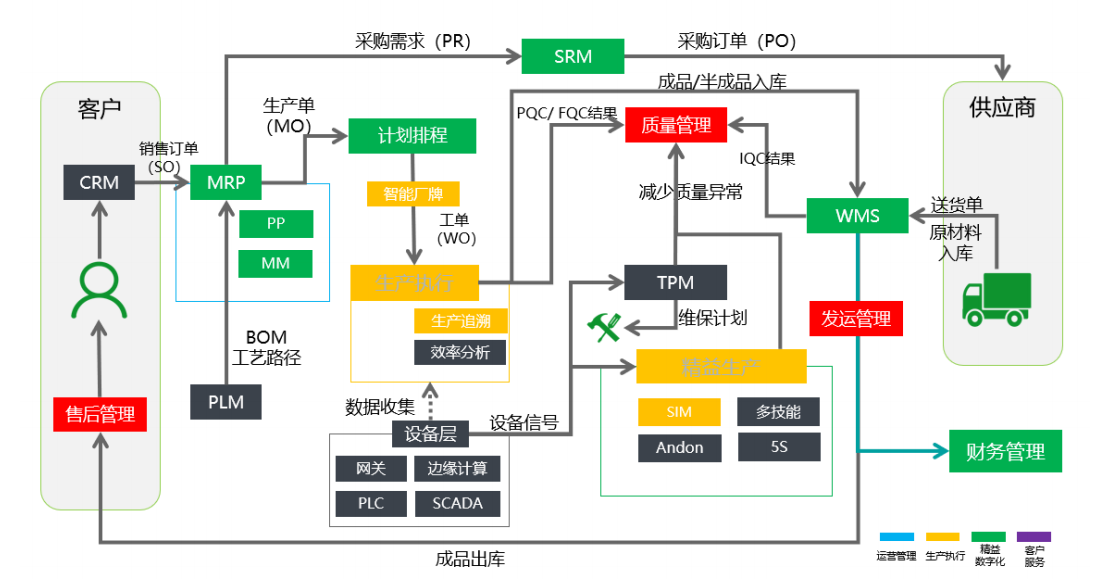 采购需求（PR）
SRM
采购订单（PO）
成品/半成品入库
客户
生产单
（MO）
PQC/ FQC结果
质量管理
供应商
计划排程
销售订单
（SO）
IQC结果
CRM
MRP
智能厂牌
减少质量异常
WMS
送货单
原材料
入库
PP
工单
（WO）
MM
生产执行
TPM
生产追溯
维保计划
发运管理
BOM
工艺路径
效率分析
精益生产
PLM
售后管理
数据收集
SIM
多技能
设备层
设备信号
Andon
5S
财务管理
网关
边缘计算
PLC
SCADA
成品出库
运营管理
生产执行
精益
数字化
客户
服务